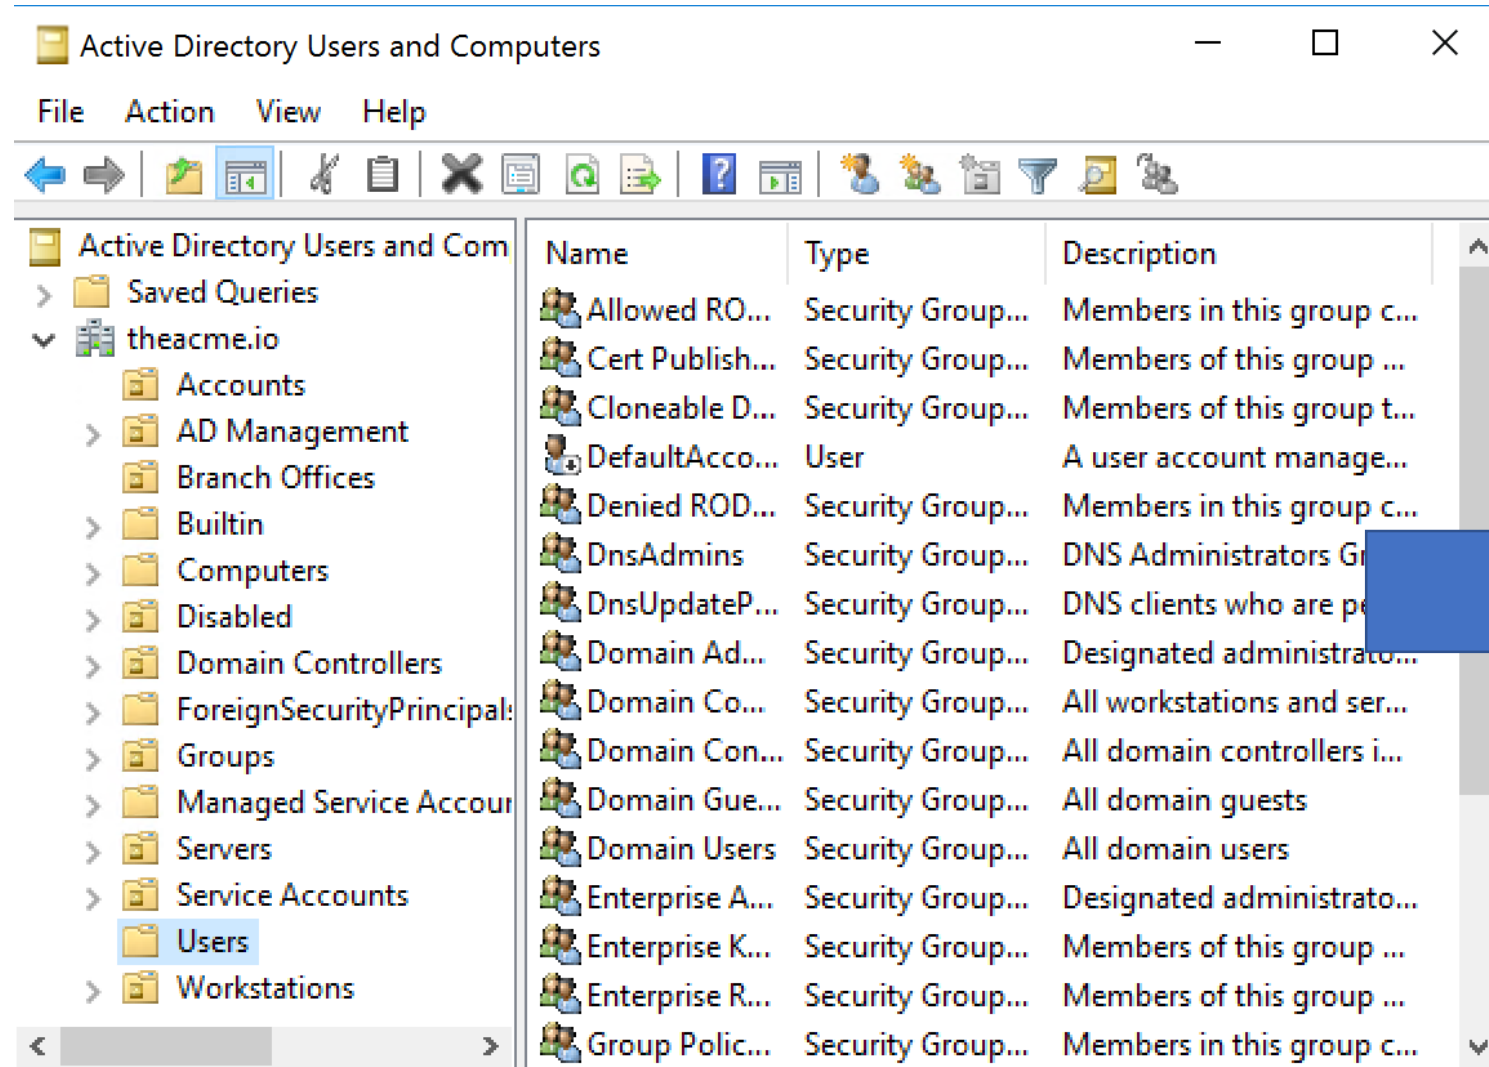 Active Directory Users and Computers
File Action View Help
Active Directory Users and Com
Saved Queries
theacme.io
Accounts
AD Management
Branch Offices
Builtin
Computers
Disabled
Domain Controllers
ForeignSecurityPrincipals
Groups
Managed Service Accour
Servers
Service Accounts
Users
Workstations
Name Type Description
Allowed RO... Security Group... Members in this group c...
Cert Publish... Security Group... Members of this group ...
Cloneable D... Security Group... Members of this group t...
DefaultAcco... User A user account manage...
Denied ROD... Security Group... Members in this group c...
DnsAdmins Security Group... DNS Administrators Gr
DnsUpdateP... Security Group... DNS clients who are pe
Domain Ad... Security Group... Designated administrato...
Domain Co... Security Group... All workstations and ser...
Domain Con... Security Group... All domain controllers i...
Domain Gue... Security Group... All domain guests
Domain Users Security Group... All domain users
Enterprise A... Security Group... Designated administrato...
Enterprise K... Security Group... Members of this group ...
Enterprise R... Security Group... Members of this group ...
Group Polic... Security Group... Members in this group c...